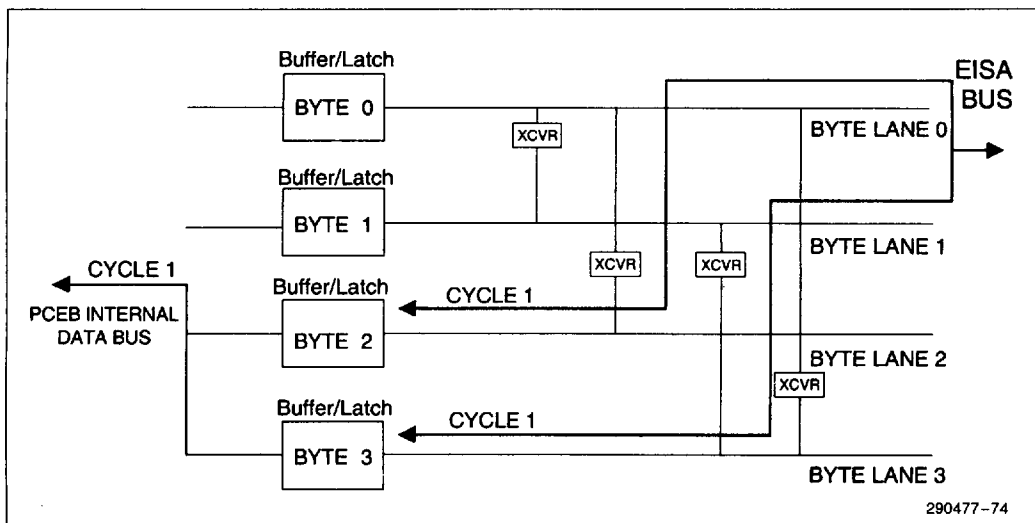 Buffer/Latch
BYTE 0
XCVR
EISA
BUS
BYTE LANE 0
Buffer/Latch
BYTE 1
BYTE LANE 1
XCVR
XCVR
CYCLE 1
PCEB INTERNAL
DATA BUS
Buffer/Latch
BYTE 2
CYCLE 1
BYTE LANE 2
XCVR
Buffer/Latch
BYTE 3
CYCLE 1
BYTE LANE 3
290477-74